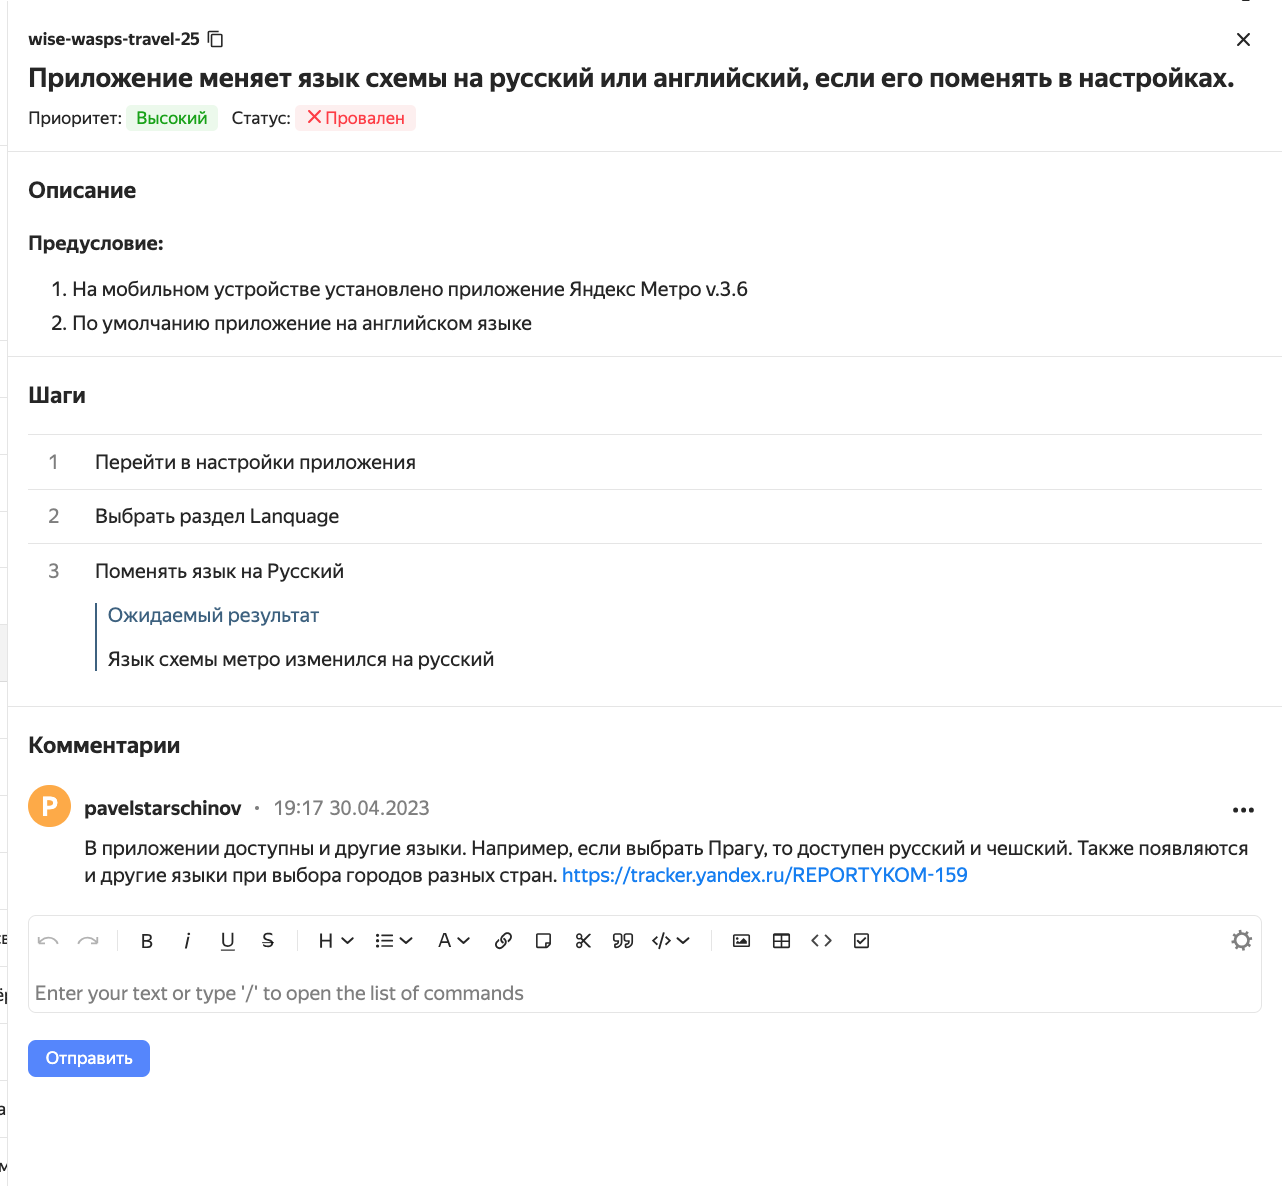 wise-wasps-travel-25
Приложение меняет язык схемы на русский или английский, если его поменять в настройках.
Приоритет: Высокий Статус: Провален
Описание
Предусловие:
1. На мобильном устройстве установлено приложение Яндекс Метро v.3.6
2. По умолчанию приложение на английском языке
Шаги
1 Перейти в настройки приложения
2 Выбрать раздел Lanquage
3 Поменять язык на Русский
Ожидаемый результат
Язык схемы метро изменился на русский
Комментарии
P
pavelstarschinov • 19:17 30.04.2023
В приложении доступны и другие языки. Например, если выбрать Прагу, то доступен русский и чешский. Также появляются
и другие языки при выбора городов разных стран. https://tracker.yandex.ru/REPORTYKOM-159
B i U S H A
Enter your text or type '/' to open the list of commands
Отправить